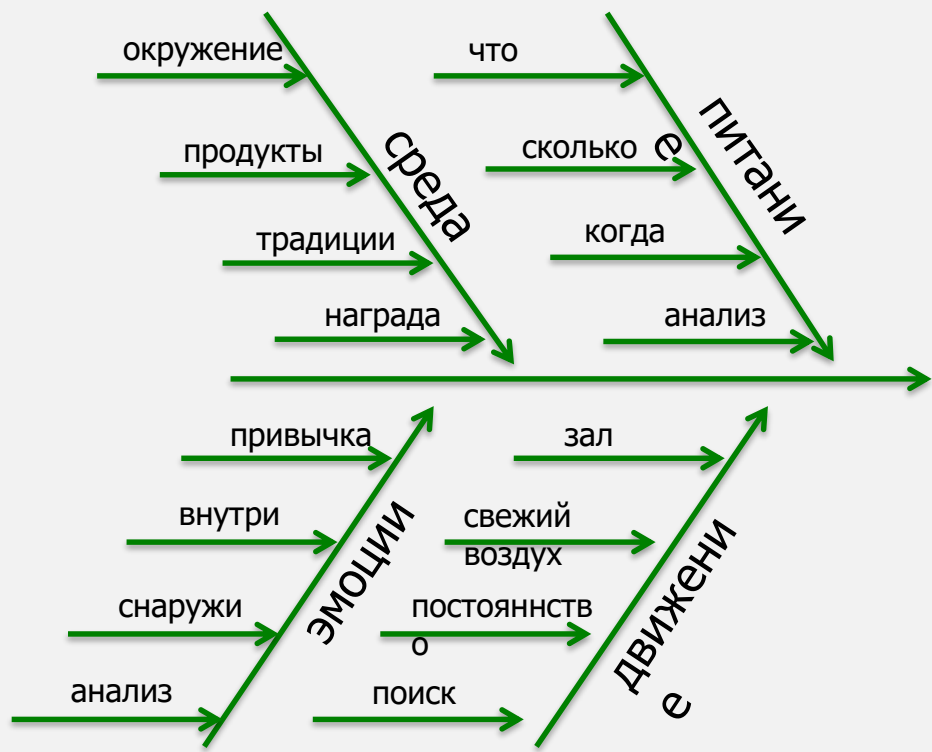 окружение
что
продукты
сколько
среда
питани
е
традиции
когда
награда
анализ
привычка
зал
внутри
свежий
воздух
эмоции
движени
е
снаружи
постояннств
о
анализ
поиск